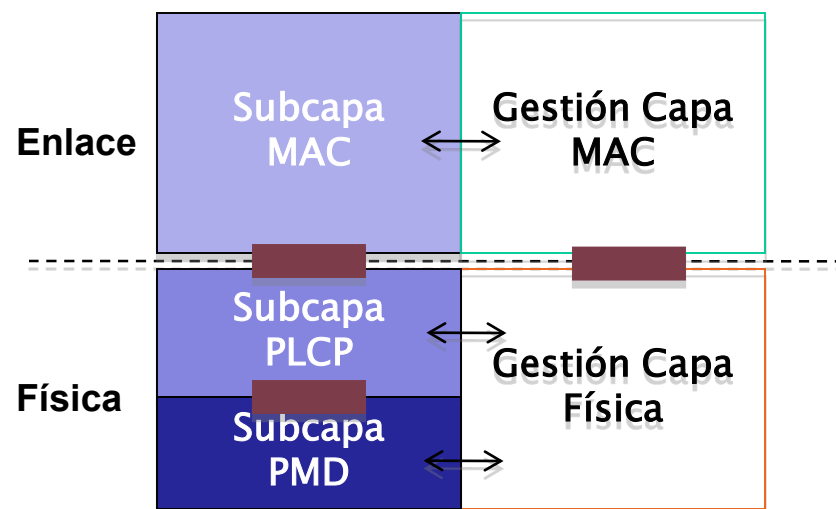 Enlace
Subcapa
MAC
Gestión Capa
MAC
Física
Subcapa
PLCP
Subcapa
PMD
Gestión Capa
Física